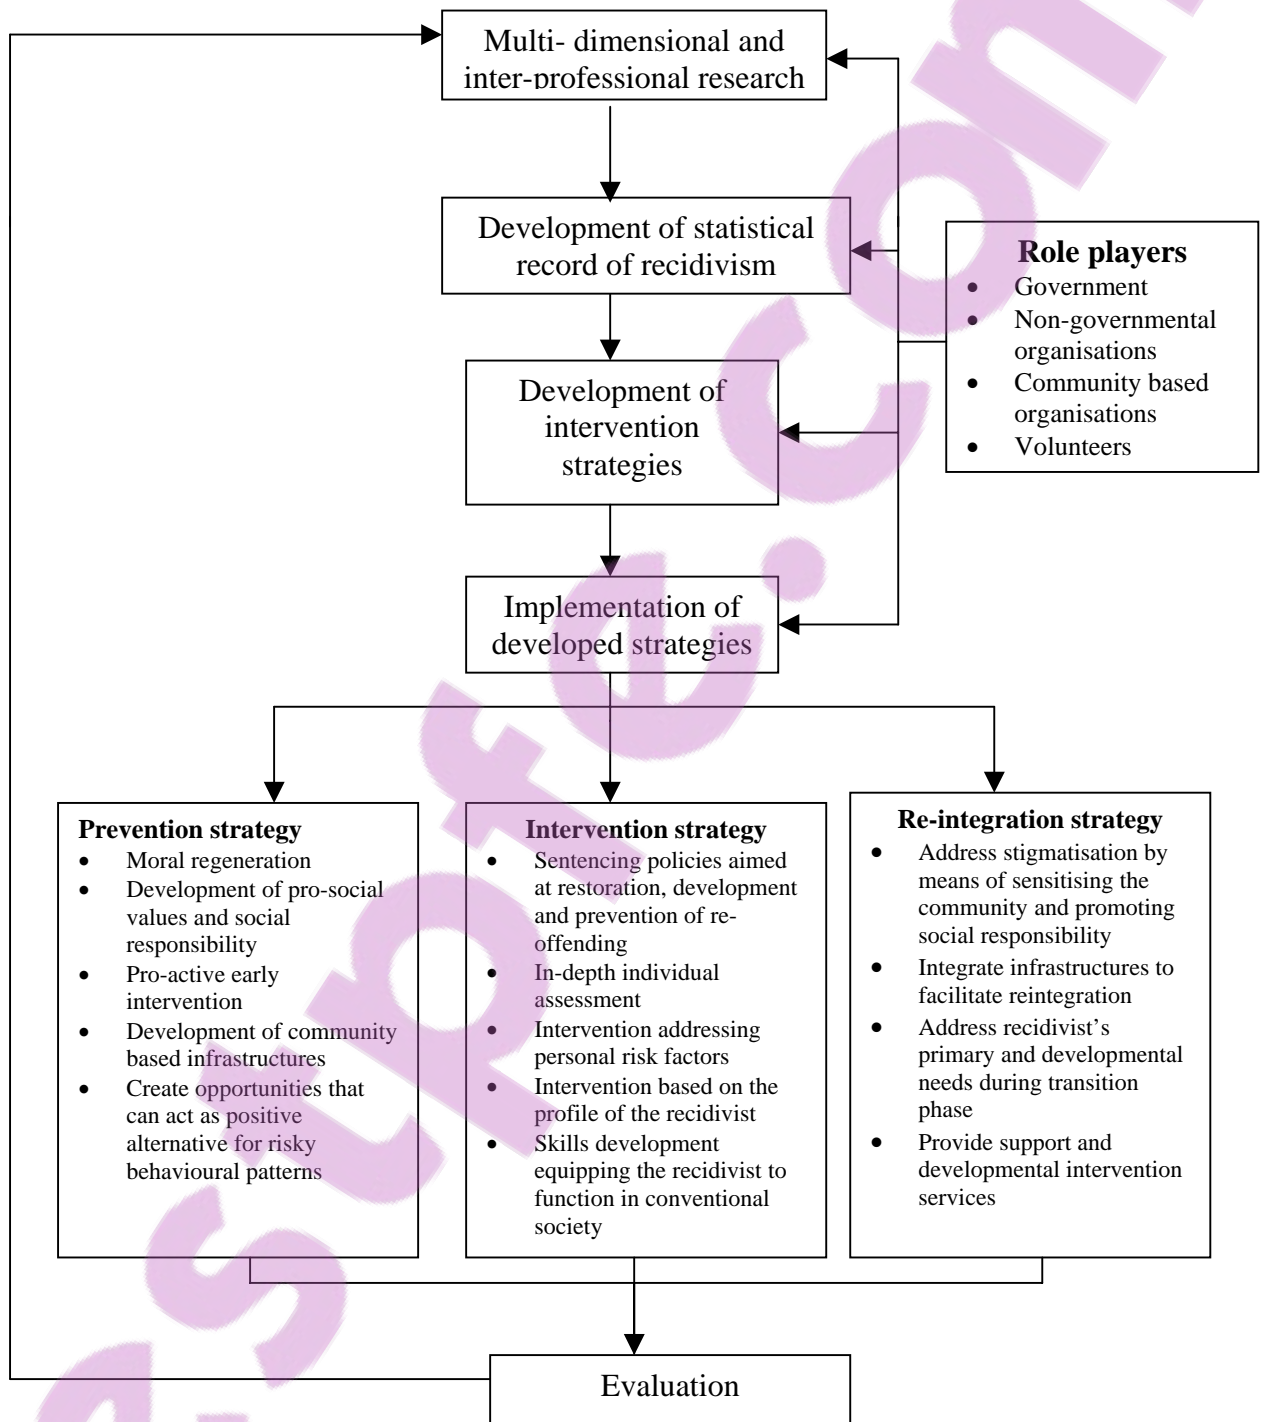 Multi- dimensional and
inter-professional research
Development of statistical
record of recidivism
Role players
• Government
• Non-governmental
organisations
• Community based
organisations
• Volunteers
Development of
intervention
strategies
Implementation of
developed strategies
Prevention strategy
• Moral regeneration
• Development of pro-social
values and social
responsibility
• Pro-active early
intervention
• Development of community
based infrastructures
• Create opportunities that
can act as positive
alternative for risky
behavioural patterns
Intervention strategy
• Sentencing policies aimed
at restoration, development
and prevention of re-
offending
• In-depth individual
assessment
• Intervention addressing
personal risk factors
• Intervention based on the
profile of the recidivist
• Skills development
equipping the recidivist to
function in conventional
society
Re-integration strategy
• Address stigmatisation by
means of sensitising the
community and promoting
social responsibility
• Integrate infrastructures to
facilitate reintegration
• Address recidivist’s
primary and developmental
needs during transition
phase
• Provide support and
developmental intervention
services
Evaluation
estpfe.com